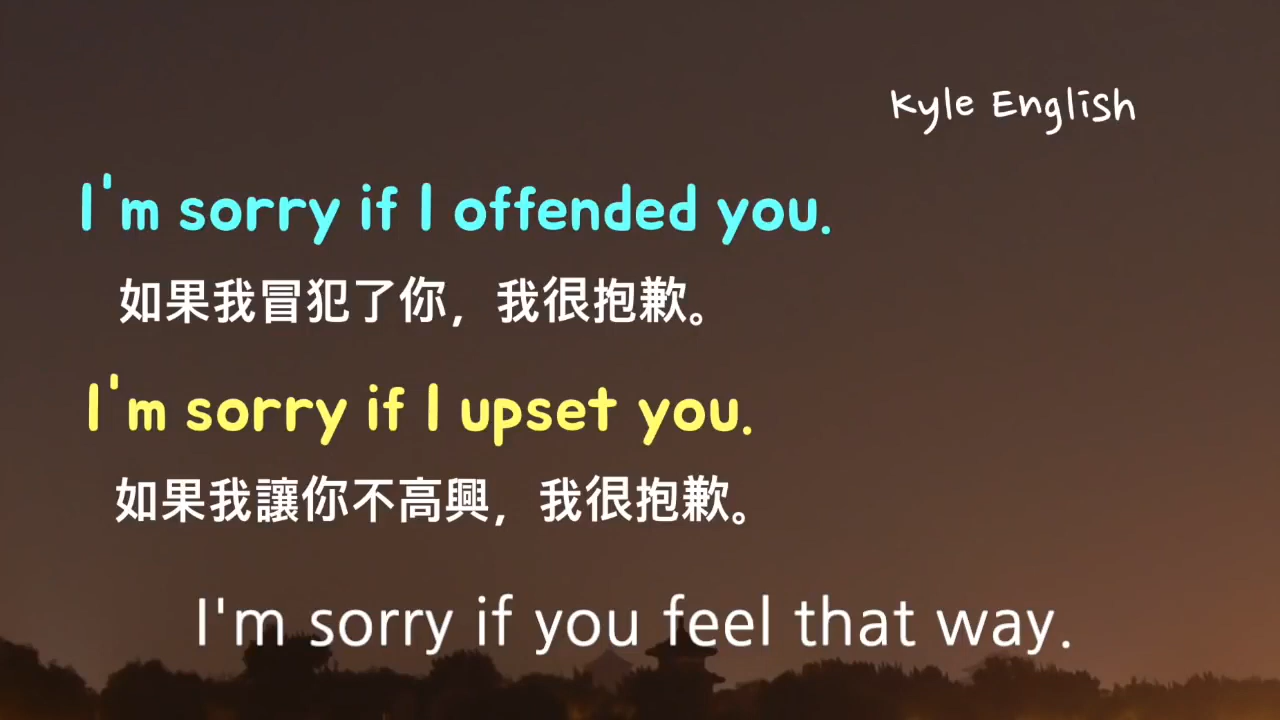 Kyle English
I'm sorry if I offended you.
如果我冒犯了你，我很抱歉。
I'm sorry if I upset you.
如果我讓你不高興，我很抱歉。
I'm sorry if you feel that way.